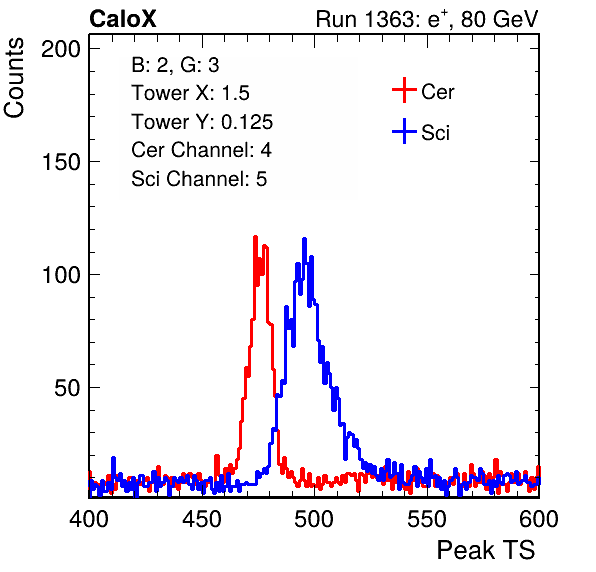 CaloX
Run 1363: e⁺, 80 GeV
Counts
200
150
100
50
B: 2, G: 3
Tower X: 1.5
Tower Y: 0.125
Cer Channel: 4
Sci Channel: 5
Cer
Sci
400
450
500
550
600
Peak TS